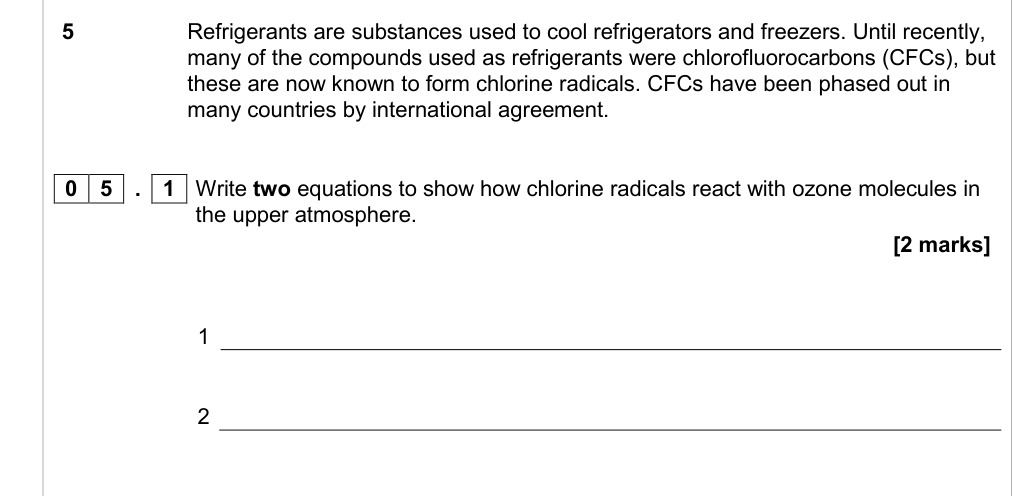 5 Refrigerants are substances used to cool refrigerators and freezers. Until recently,
many of the compounds used as refrigerants were chlorofluorocarbons (CFCs), but
these are now known to form chlorine radicals. CFCs have been phased out in
many countries by international agreement.
0 5 . 1 Write two equations to show how chlorine radicals react with ozone molecules in
the upper atmosphere.
[2 marks]
1
2